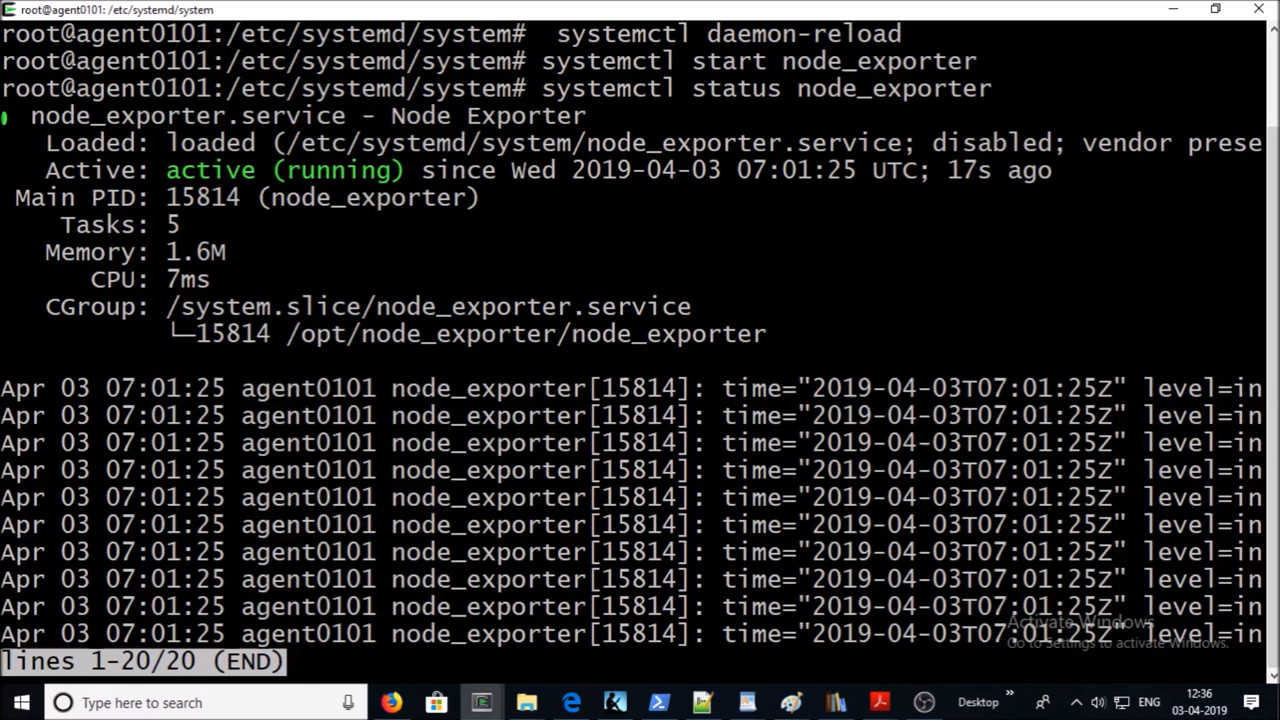 root@agent0101: /etc/systemd/system
root@agent0101:/etc/systemd/system#  systemctl daemon-reload
root@agent0101:/etc/systemd/system# systemctl start node_exporter
root@agent0101:/etc/systemd/system# systemctl status node_exporter
node_exporter.service - Node Exporter
Loaded: loaded (/etc/systemd/system/node_exporter.service; disabled; vendor prese
Active: active (running) since Wed 2019-04-03 07:01:25 UTC; 17s ago
Main PID: 15814 (node_exporter)
Tasks: 5
Memory: 1.6M
CPU: 7ms
CGroup: /system.slice/node_exporter.service
└─15814 /opt/node_exporter/node_exporter
Apr 03 07:01:25 agent0101 node_exporter[15814]: time="2019-04-03T07:01:25Z" level=in
Apr 03 07:01:25 agent0101 node_exporter[15814]: time="2019-04-03T07:01:25Z" level=in
Apr 03 07:01:25 agent0101 node_exporter[15814]: time="2019-04-03T07:01:25Z" level=in
Apr 03 07:01:25 agent0101 node_exporter[15814]: time="2019-04-03T07:01:25Z" level=in
Apr 03 07:01:25 agent0101 node_exporter[15814]: time="2019-04-03T07:01:25Z" level=in
Apr 03 07:01:25 agent0101 node_exporter[15814]: time="2019-04-03T07:01:25Z" level=in
Apr 03 07:01:25 agent0101 node_exporter[15814]: time="2019-04-03T07:01:25Z" level=in
Apr 03 07:01:25 agent0101 node_exporter[15814]: time="2019-04-03T07:01:25Z" level=in
Apr 03 07:01:25 agent0101 node_exporter[15814]: time="2019-04-03T07:01:25Z" level=in
Apr 03 07:01:25 agent0101 node_exporter[15814]: time="2019-04-03T07:01:25Z" level=in
Activate Windows
Go to Settings to activate Windows.
lines 1-20/20 (END)
Type here to search
Desktop
ENG
12:36
03-04-2019